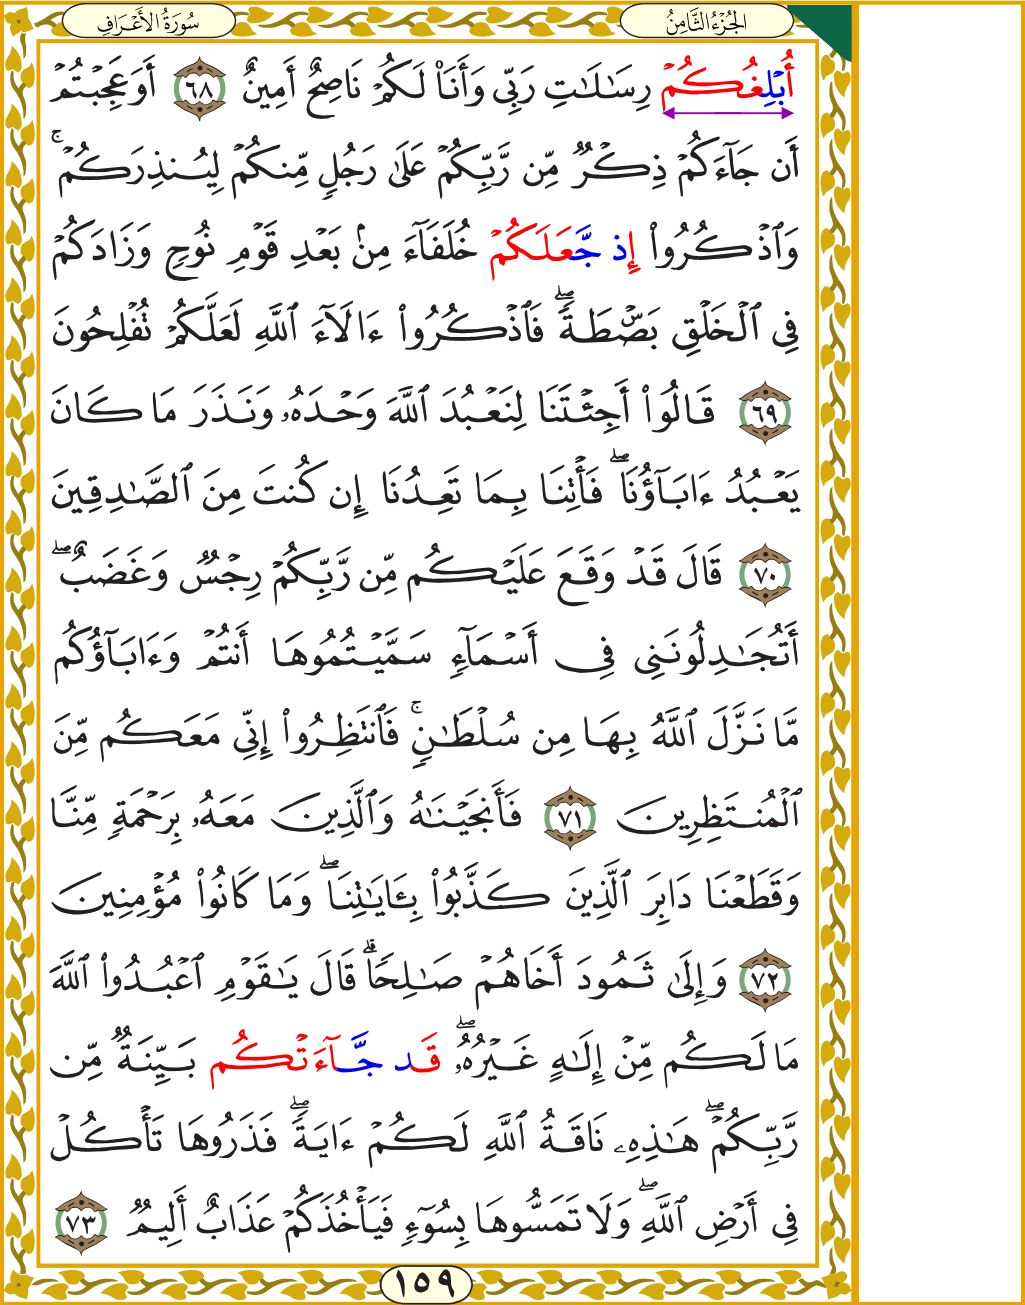 الجُزْءُ الثَّامِنُ
سُورَةُ الأَعْرَافِ
أُبْلِغُكُمْ رِسَٰلَٰتِ رَبِّى وَأَنَا۠ لَكُمْ نَاصِحٌ أَمِينٌ ٦٨ أَوَعَجِبْتُمْ
أَن جَآءَكُمْ ذِكْرٌ مِّن رَّبِّكُمْ عَلَىٰ رَجُلٍ مِّنكُمْ لِيُنذِرَكُمْ ۚ
وَٱذْكُرُوا۟ إِذ جَّعَلَكُمْ خُلَفَآءَ مِنۢ بَعْدِ قَوْمِ نُوحٍ وَزَادَكُمْ
فِى ٱلْخَلْقِ بَصْۜطَةً ۖ فَٱذْكُرُوا۟ ءَالَآءَ ٱللَّهِ لَعَلَّكُمْ تُفْلِحُونَ
٦٩ قَالُوٓا۟ أَجِئْتَنَا لِنَعْبُدَ ٱللَّهَ وَحْدَهُۥ وَنَذَرَ مَا كَانَ
يَعْبُدُ ءَابَآؤُنَا ۖ فَأْتِنَا بِمَا تَعِدُنَا إِن كُنتَ مِنَ ٱلصَّٰدِقِينَ
٧٠ قَالَ قَدْ وَقَعَ عَلَيْكُم مِّن رَّبِّكُمْ رِجْسٌ وَغَضَبٌ ۖ
أَتُجَٰدِلُونَنِى فِىٓ أَسْمَآءٍ سَمَّيْتُمُوهَآ أَنتُمْ وَءَابَآؤُكُم
مَّا نَزَّلَ ٱللَّهُ بِهَا مِن سُلْطَٰنٍ ۚ فَٱنتَظِرُوٓا۟ إِنِّى مَعَكُم مِّنَ
ٱلْمُنتَظِرِينَ ٧١ فَأَنجَيْنَٰهُ وَٱلَّذِينَ مَعَهُۥ بِرَحْمَةٍ مِّنَّا
وَقَطَعْنَا دَابِرَ ٱلَّذِينَ كَذَّبُوا۟ بِـَٔايَٰتِنَا ۖ وَمَا كَانُوا۟ مُؤْمِنِينَ
٧٢ وَإِلَىٰ ثَمُودَ أَخَاهُمْ صَٰلِحًا ۗ قَالَ يَٰقَوْمِ ٱعْبُدُوا۟ ٱللَّهَ
مَا لَكُم مِّنْ إِلَٰهٍ غَيْرُهُۥ ۖ قَد جَّآءَتْكُم بَيِّنَةٌ مِّن
رَّبِّكُمْ ۖ هَٰذِهِۦ نَاقَةُ ٱللَّهِ لَكُمْ ءَايَةً ۖ فَذَرُوهَا تَأْكُلْ
فِىٓ أَرْضِ ٱللَّهِ ۖ وَلَا تَمَسُّوهَا بِسُوٓءٍ فَيَأْخُذَكُمْ عَذَابٌ أَلِيمٌ ٧٣
١٥٩